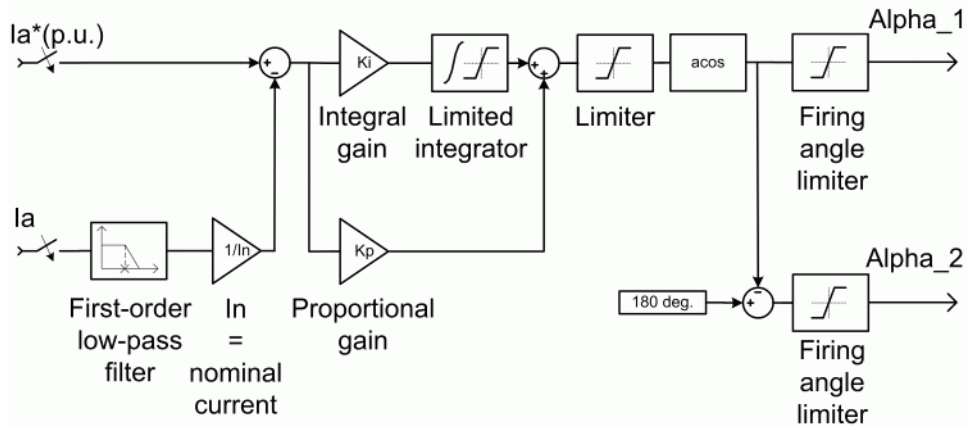 Ia*(p.u.)
Alpha_1
+
−
Ki
+
+
acos
Integral
gain
Limited
integrator
Limiter
Firing
angle
limiter
Ia
1/In
Kp
Alpha_2
First-order
low-pass
filter
In
=
nominal
current
Proportional
gain
180 deg.
−
+
Firing
angle
limiter